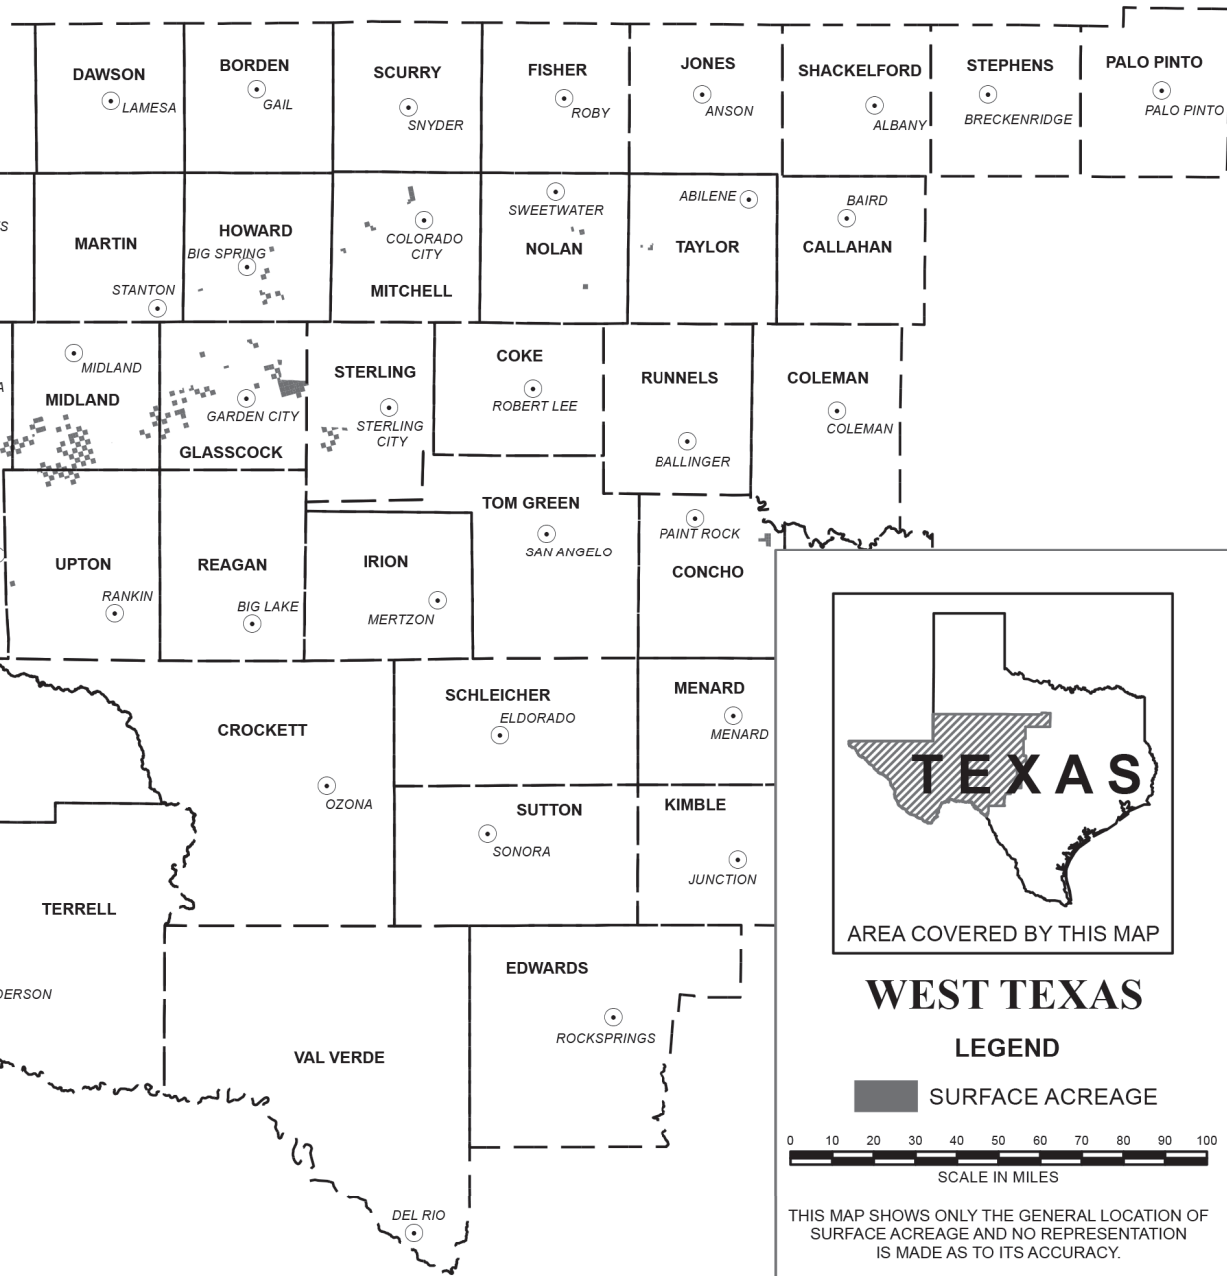 DAWSON
LAMESA
BORDEN
GAIL
SCURRY
SNYDER
FISHER
ROBY
JONES
ANSON
SHACKELFORD
ALBANY
STEPHENS
BRECKENRIDGE
PALO PINTO
PALO PINTO
S
MARTIN
STANTON
HOWARD
BIG SPRING
COLORADO
CITY
MITCHELL
SWEETWATER
NOLAN
ABILENE
TAYLOR
BAIRD
CALLAHAN
A
MIDLAND
MIDLAND
GARDEN CITY
GLASSCOCK
STERLING
STERLING
CITY
COKE
ROBERT LEE
RUNNELS
BALLINGER
COLEMAN
COLEMAN
UPTON
RANKIN
REAGAN
BIG LAKE
IRION
MERTZON
TOM GREEN
SAN ANGELO
PAINT ROCK
CONCHO
CROCKETT
OZONA
SCHLEICHER
ELDORADO
MENARD
MENARD
SUTTON
SONORA
KIMBLE
JUNCTION
TERRELL
DERSON
VAL VERDE
DEL RIO
EDWARDS
ROCKSPRINGS
TEXAS
AREA COVERED BY THIS MAP
WEST TEXAS
LEGEND
SURFACE ACREAGE
0 10 20 30 40 50 60 70 80 90 100
SCALE IN MILES
THIS MAP SHOWS ONLY THE GENERAL LOCATION OF
SURFACE ACREAGE AND NO REPRESENTATION
IS MADE AS TO ITS ACCURACY.